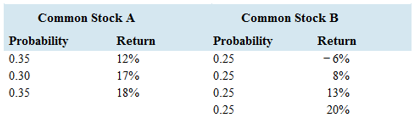 Common Stock A Common Stock B
Probability Return Probability Return
0.35 12% 0.25 −6%
0.30 17% 0.25 8%
0.35 18% 0.25 13%
0.25 20%